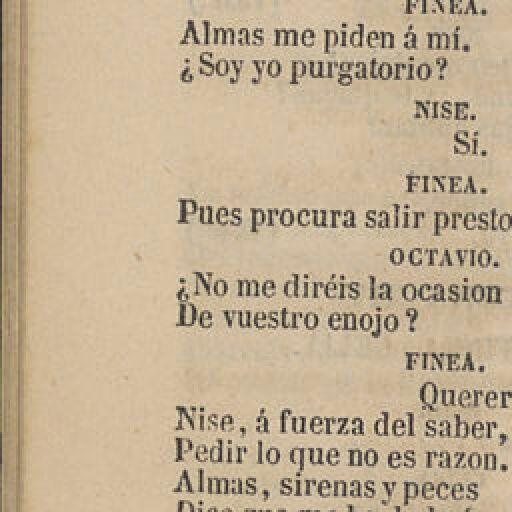 FINEA.
Almas me piden á mí.
¿Soy yo purgatorio?
NISE.
Sí.
FINEA.
Pues procura salir presto
OCTAVIO.
¿No me diréis la ocasion
De vuestro enojo?
FINEA.
Querer
Nise, á fuerza del saber,
Pedir lo que no es razon.
Almas, sirenas y peces